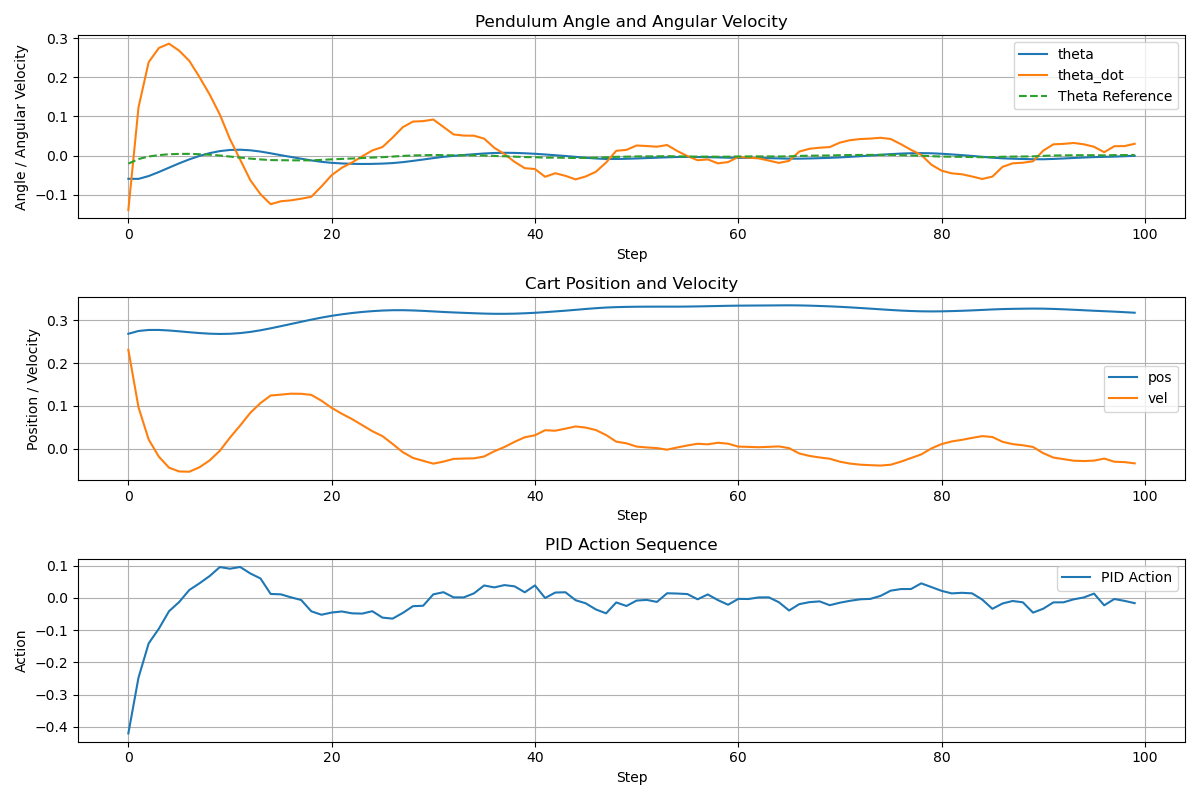 Pendulum Angle and Angular Velocity
Angle / Angular Velocity
0.3
0.2
0.1
0.0
−0.1
theta
theta_dot
Theta Reference
0 20 40 60 80 100
Step
Cart Position and Velocity
Position / Velocity
0.3
0.2
0.1
0.0
pos
vel
0 20 40 60 80 100
Step
PID Action Sequence
Action
0.1
0.0
−0.1
−0.2
−0.3
−0.4
PID Action
0 20 40 60 80 100
Step